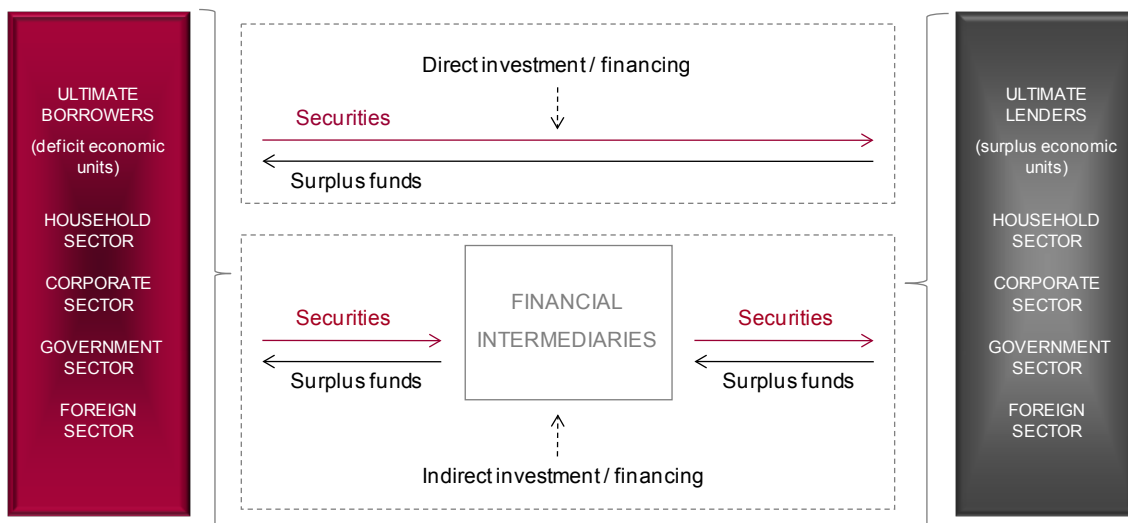 ULTIMATE
BORROWERS
(deficit economic
units)
HOUSEHOLD
SECTOR
CORPORATE
SECTOR
GOVERNMENT
SECTOR
FOREIGN
SECTOR
Direct investment / financing
Securities
Surplus funds
Securities
Surplus funds
FINANCIAL
INTERMEDIARIES
Securities
Surplus funds
Indirect investment / financing
ULTIMATE
LENDERS
(surplus economic
units)
HOUSEHOLD
SECTOR
CORPORATE
SECTOR
GOVERNMENT
SECTOR
FOREIGN
SECTOR